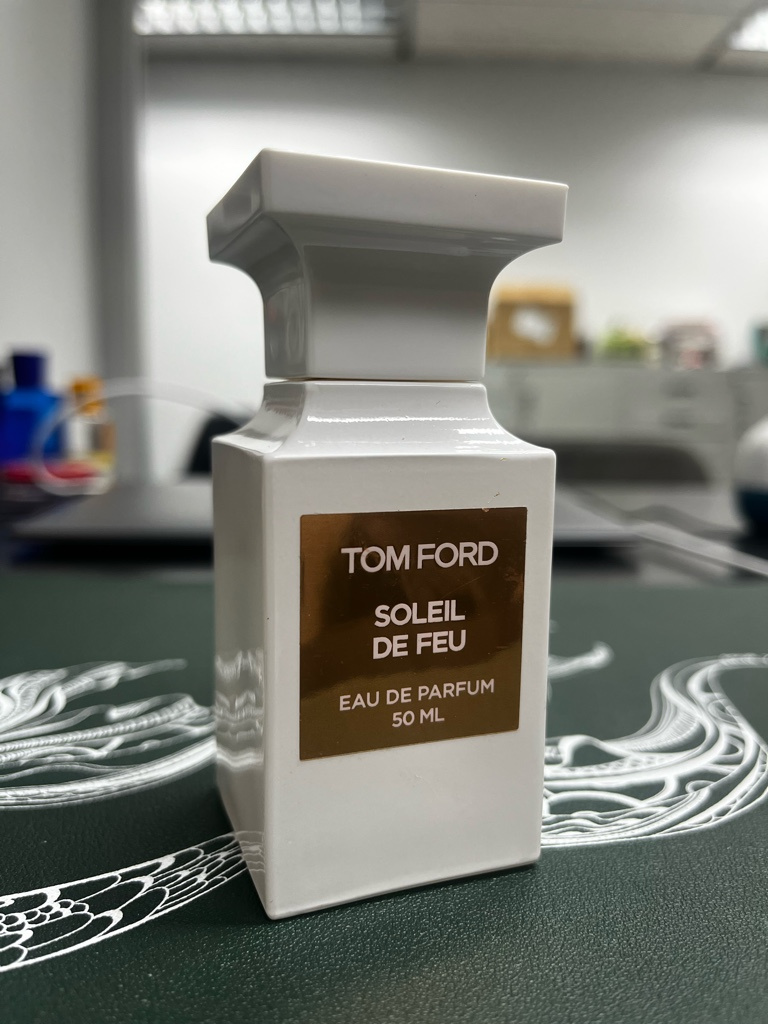 TOM FORD
SOLEIL
DE FEU
EAU DE PARFUM
50 ML